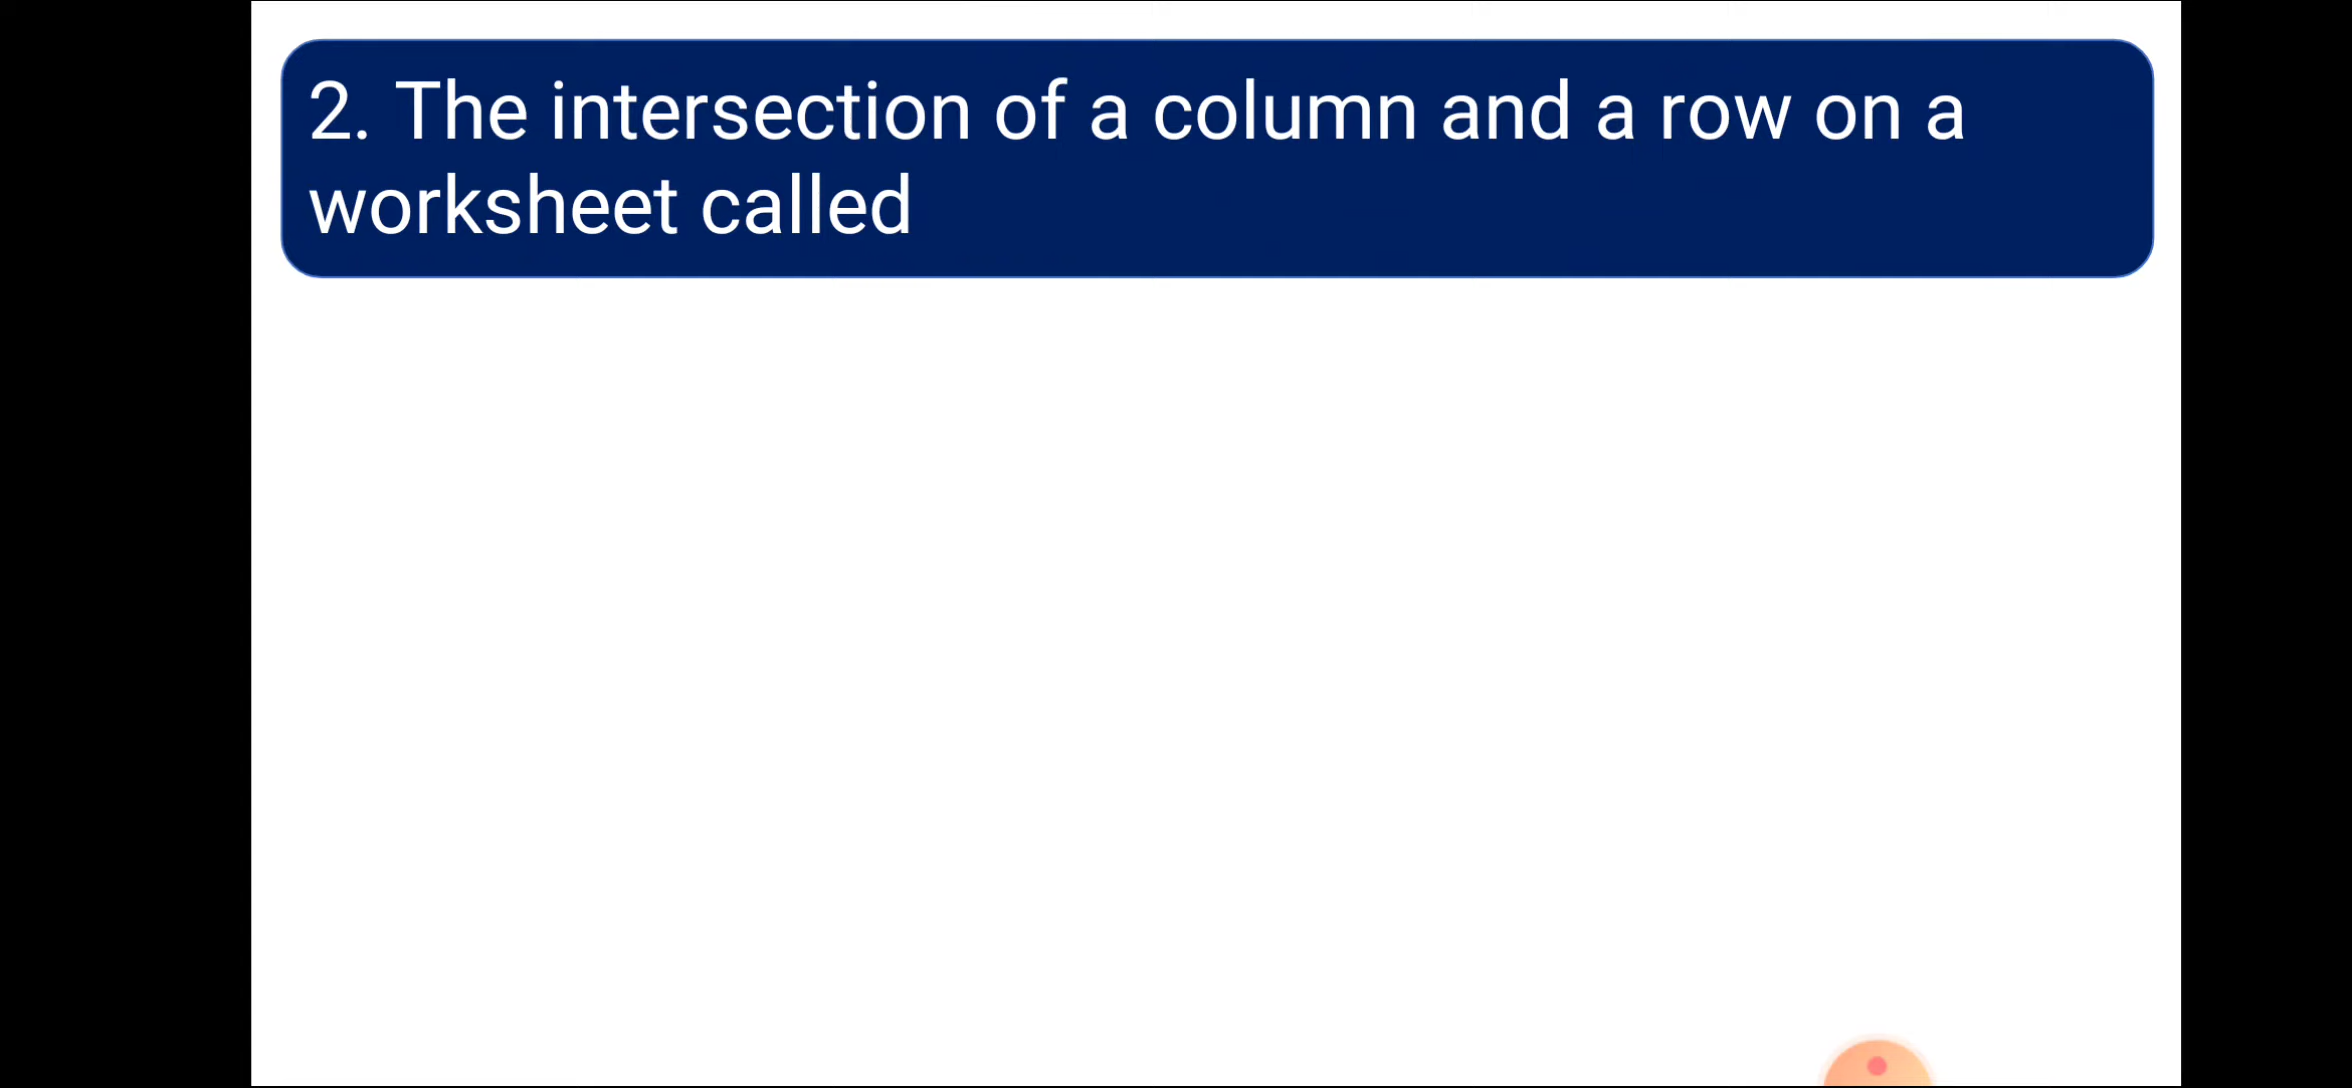 2. The intersection of a column and a row on a
worksheet called